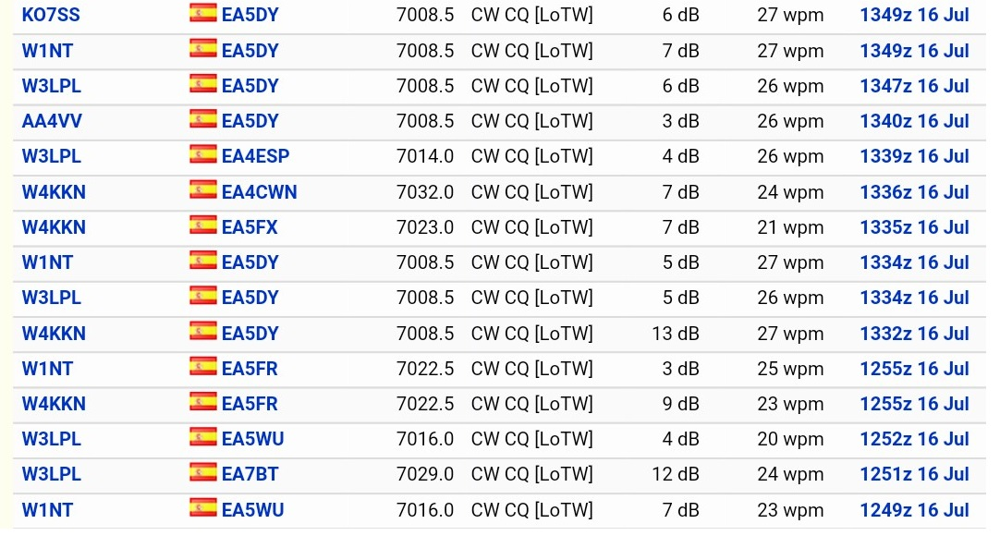 KO7SS EA5DY 7008.5 CW CQ [LoTW] 6 dB 27 wpm 1349z 16 Jul
W1NT EA5DY 7008.5 CW CQ [LoTW] 7 dB 27 wpm 1349z 16 Jul
W3LPL EA5DY 7008.5 CW CQ [LoTW] 6 dB 26 wpm 1347z 16 Jul
AA4VV EA5DY 7008.5 CW CQ [LoTW] 3 dB 26 wpm 1340z 16 Jul
W3LPL EA4ESP 7014.0 CW CQ [LoTW] 4 dB 26 wpm 1339z 16 Jul
W4KKN EA4CWN 7032.0 CW CQ [LoTW] 7 dB 24 wpm 1336z 16 Jul
W4KKN EA5FX 7023.0 CW CQ [LoTW] 7 dB 21 wpm 1335z 16 Jul
W1NT EA5DY 7008.5 CW CQ [LoTW] 5 dB 27 wpm 1334z 16 Jul
W3LPL EA5DY 7008.5 CW CQ [LoTW] 5 dB 26 wpm 1334z 16 Jul
W4KKN EA5DY 7008.5 CW CQ [LoTW] 13 dB 27 wpm 1332z 16 Jul
W1NT EA5FR 7022.5 CW CQ [LoTW] 3 dB 25 wpm 1255z 16 Jul
W4KKN EA5FR 7022.5 CW CQ [LoTW] 9 dB 23 wpm 1255z 16 Jul
W3LPL EA5WU 7016.0 CW CQ [LoTW] 4 dB 20 wpm 1252z 16 Jul
W3LPL EA7BT 7029.0 CW CQ [LoTW] 12 dB 24 wpm 1251z 16 Jul
W1NT EA5WU 7016.0 CW CQ [LoTW] 7 dB 23 wpm 1249z 16 Jul